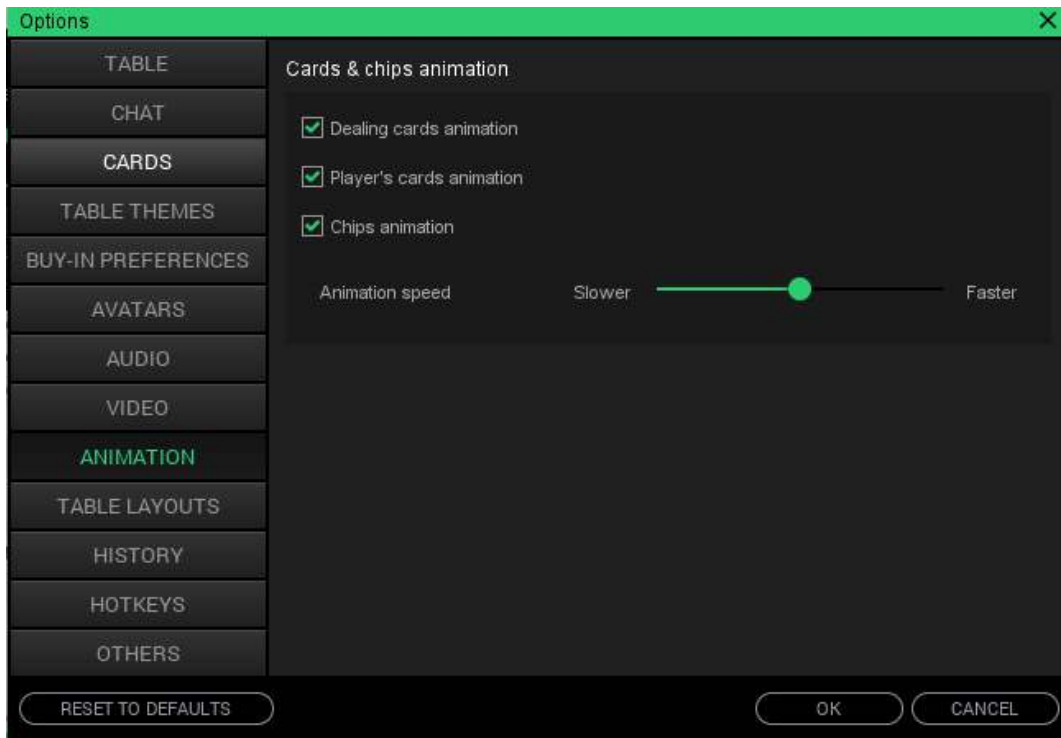 Options
TABLE
CHAT
CARDS
TABLE THEMES
BUY-IN PREFERENCES
AVATARS
AUDIO
VIDEO
ANIMATION
TABLE LAYOUTS
HISTORY
HOTKEYS
OTHERS
Cards & chips animation
Dealing cards animation
Player's cards animation
Chips animation
Animation speed Slower Faster
RESET TO DEFAULTS OK CANCEL